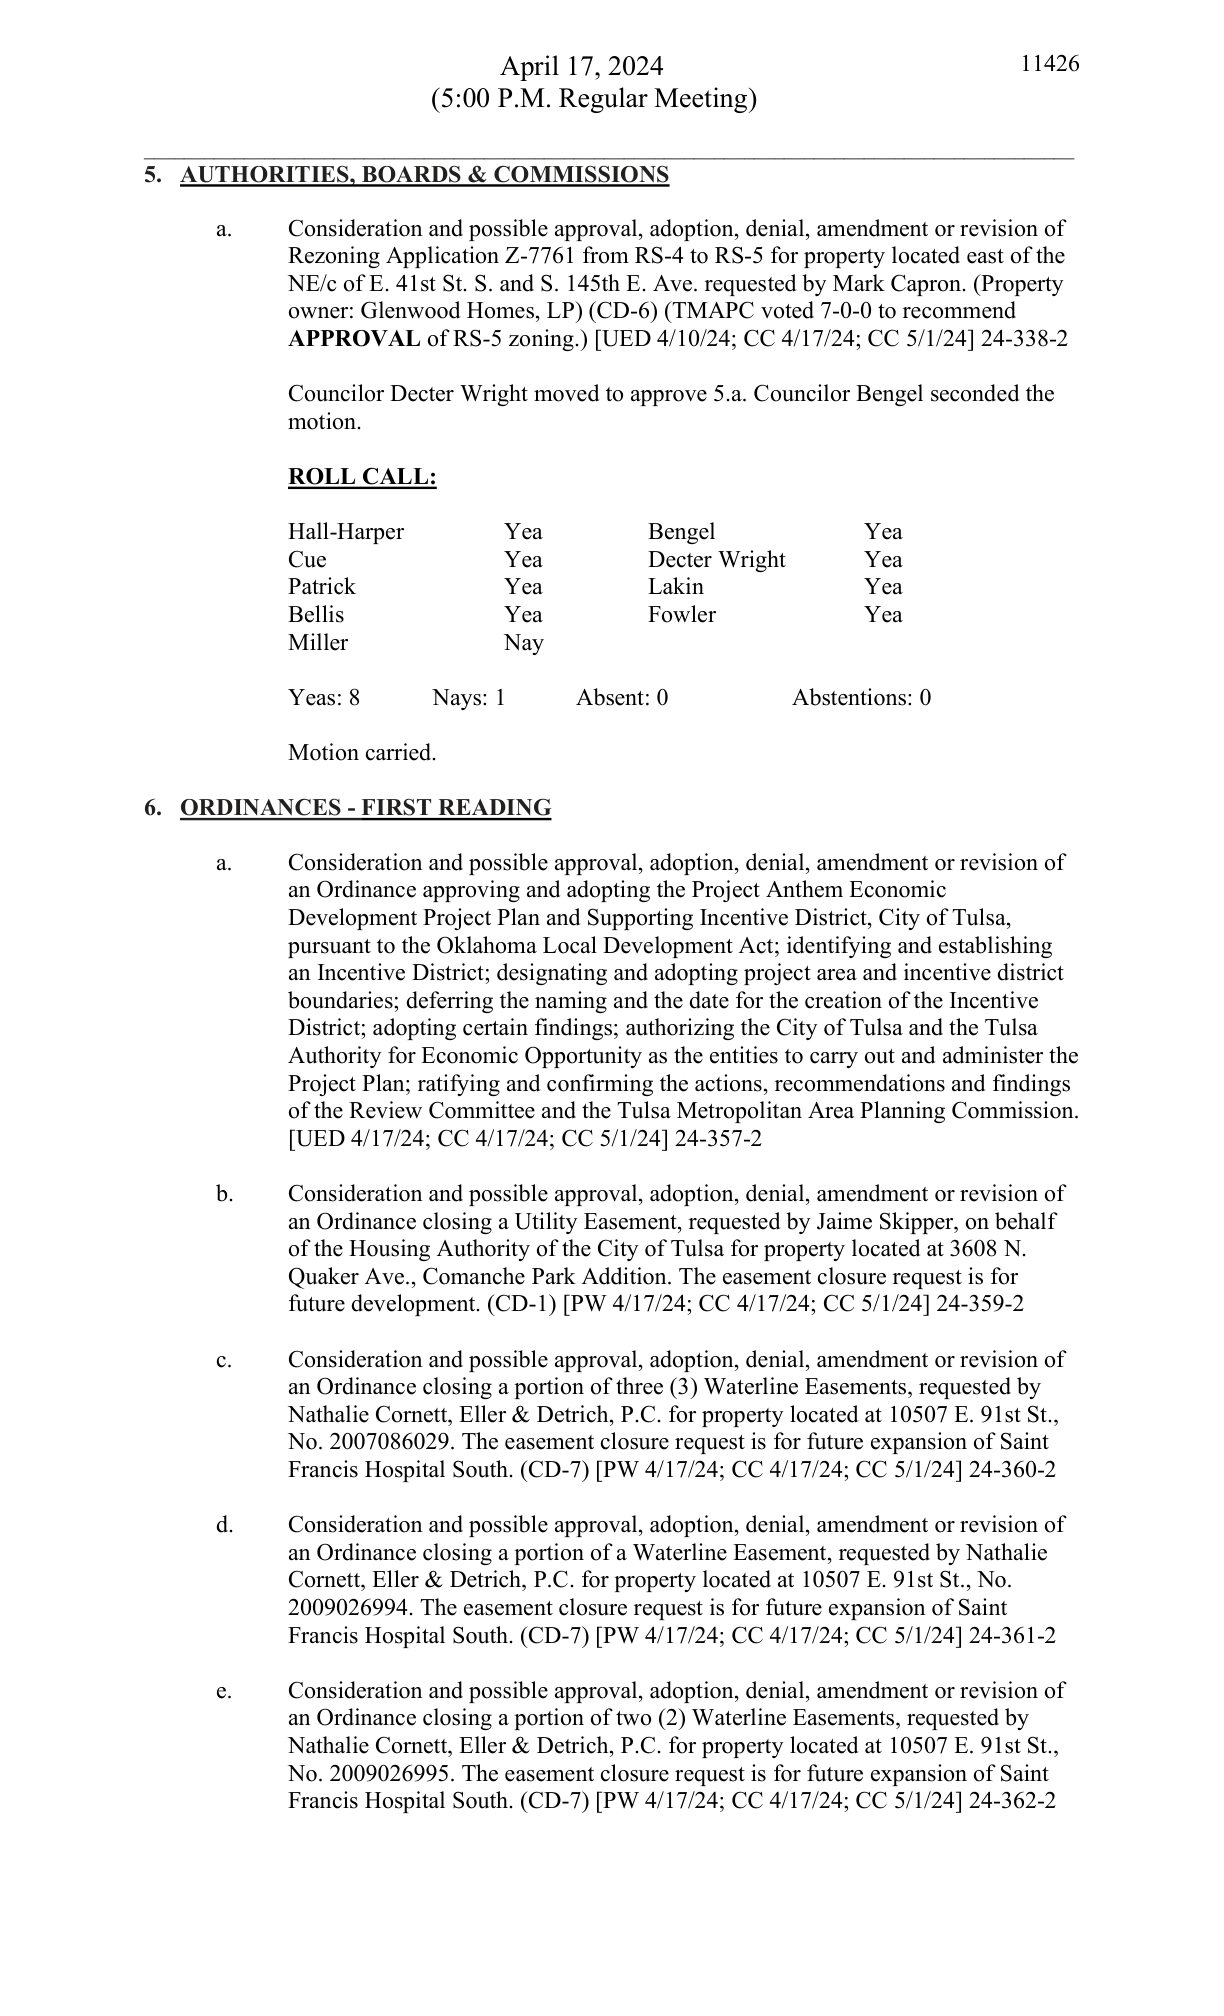 April 17, 2024
11426
(5:00 P.M. Regular Meeting)
5. AUTHORITIES, BOARDS & COMMISSIONS
a. Consideration and possible approval, adoption, denial, amendment or revision of
Rezoning Application Z-7761 from RS-4 to RS-5 for property located east of the
NE/c of E. 41st St. S. and S. 145th E. Ave. requested by Mark Capron. (Property
owner: Glenwood Homes, LP) (CD-6) (TMAPC voted 7-0-0 to recommend
APPROVAL of RS-5 zoning.) [UED 4/10/24; CC 4/17/24; CC 5/1/24] 24-338-2
Councilor Decter Wright moved to approve 5.a. Councilor Bengel seconded the
motion.
ROLL CALL:
Hall-Harper Yea Bengel Yea
Cue Yea Decter Wright Yea
Patrick Yea Lakin Yea
Bellis Yea Fowler Yea
Miller Nay
Yeas: 8 Nays: 1 Absent: 0 Abstentions: 0
Motion carried.
6. ORDINANCES - FIRST READING
a. Consideration and possible approval, adoption, denial, amendment or revision of
an Ordinance approving and adopting the Project Anthem Economic
Development Project Plan and Supporting Incentive District, City of Tulsa,
pursuant to the Oklahoma Local Development Act; identifying and establishing
an Incentive District; designating and adopting project area and incentive district
boundaries; deferring the naming and the date for the creation of the Incentive
District; adopting certain findings; authorizing the City of Tulsa and the Tulsa
Authority for Economic Opportunity as the entities to carry out and administer the
Project Plan; ratifying and confirming the actions, recommendations and findings
of the Review Committee and the Tulsa Metropolitan Area Planning Commission.
[UED 4/17/24; CC 4/17/24; CC 5/1/24] 24-357-2
b. Consideration and possible approval, adoption, denial, amendment or revision of
an Ordinance closing a Utility Easement, requested by Jaime Skipper, on behalf
of the Housing Authority of the City of Tulsa for property located at 3608 N.
Quaker Ave., Comanche Park Addition. The easement closure request is for
future development. (CD-1) [PW 4/17/24; CC 4/17/24; CC 5/1/24] 24-359-2
c. Consideration and possible approval, adoption, denial, amendment or revision of
an Ordinance closing a portion of three (3) Waterline Easements, requested by
Nathalie Cornett, Eller & Detrich, P.C. for property located at 10507 E. 91st St.,
No. 2007086029. The easement closure request is for future expansion of Saint
Francis Hospital South. (CD-7) [PW 4/17/24; CC 4/17/24; CC 5/1/24] 24-360-2
d. Consideration and possible approval, adoption, denial, amendment or revision of
an Ordinance closing a portion of a Waterline Easement, requested by Nathalie
Cornett, Eller & Detrich, P.C. for property located at 10507 E. 91st St., No.
2009026994. The easement closure request is for future expansion of Saint
Francis Hospital South. (CD-7) [PW 4/17/24; CC 4/17/24; CC 5/1/24] 24-361-2
e. Consideration and possible approval, adoption, denial, amendment or revision of
an Ordinance closing a portion of two (2) Waterline Easements, requested by
Nathalie Cornett, Eller & Detrich, P.C. for property located at 10507 E. 91st St.,
No. 2009026995. The easement closure request is for future expansion of Saint
Francis Hospital South. (CD-7) [PW 4/17/24; CC 4/17/24; CC 5/1/24] 24-362-2